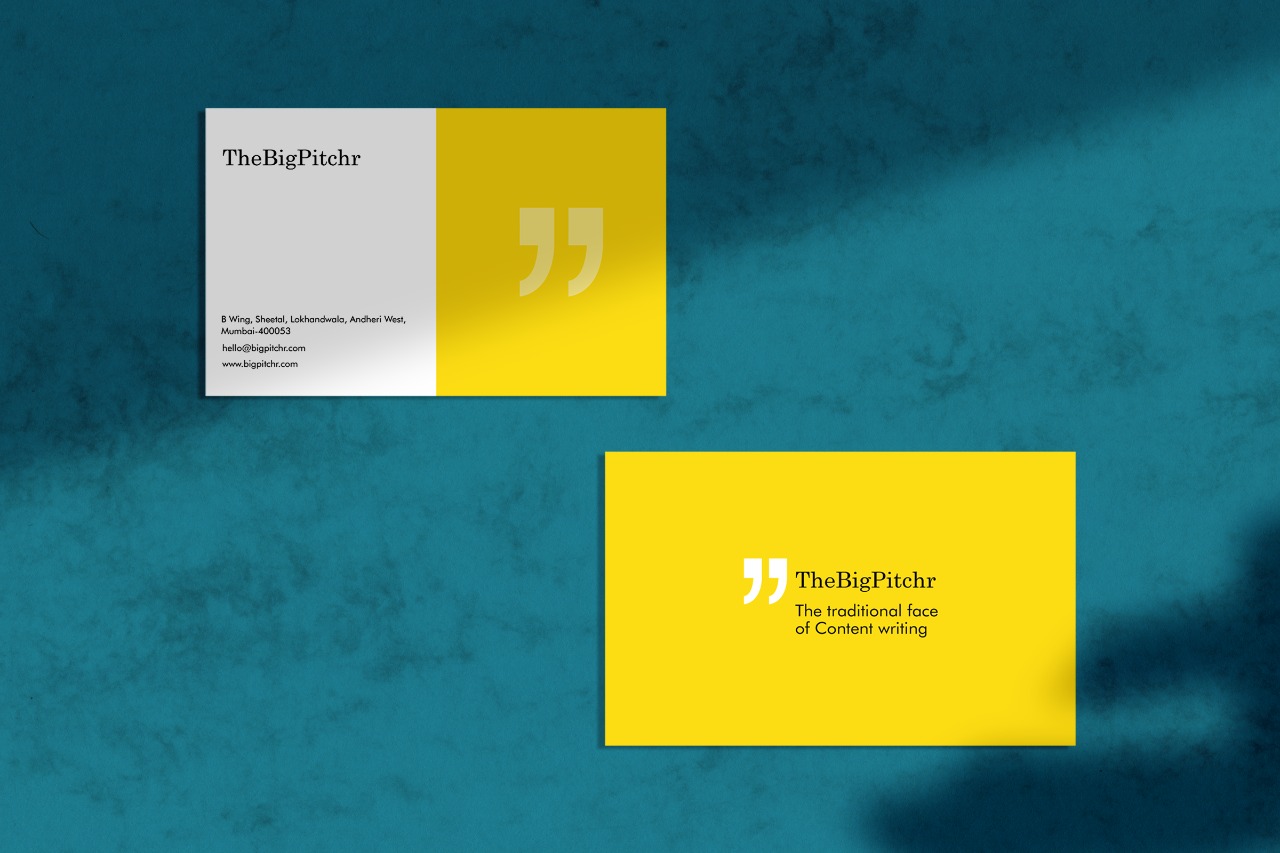 TheBigPitchr
B Wing, Sheetal, Lokhandwala, Andheri West,
Mumbai-400053
hello@bigpitchr.com
www.bigpitchr.com
TheBigPitchr
The traditional face
of Content writing